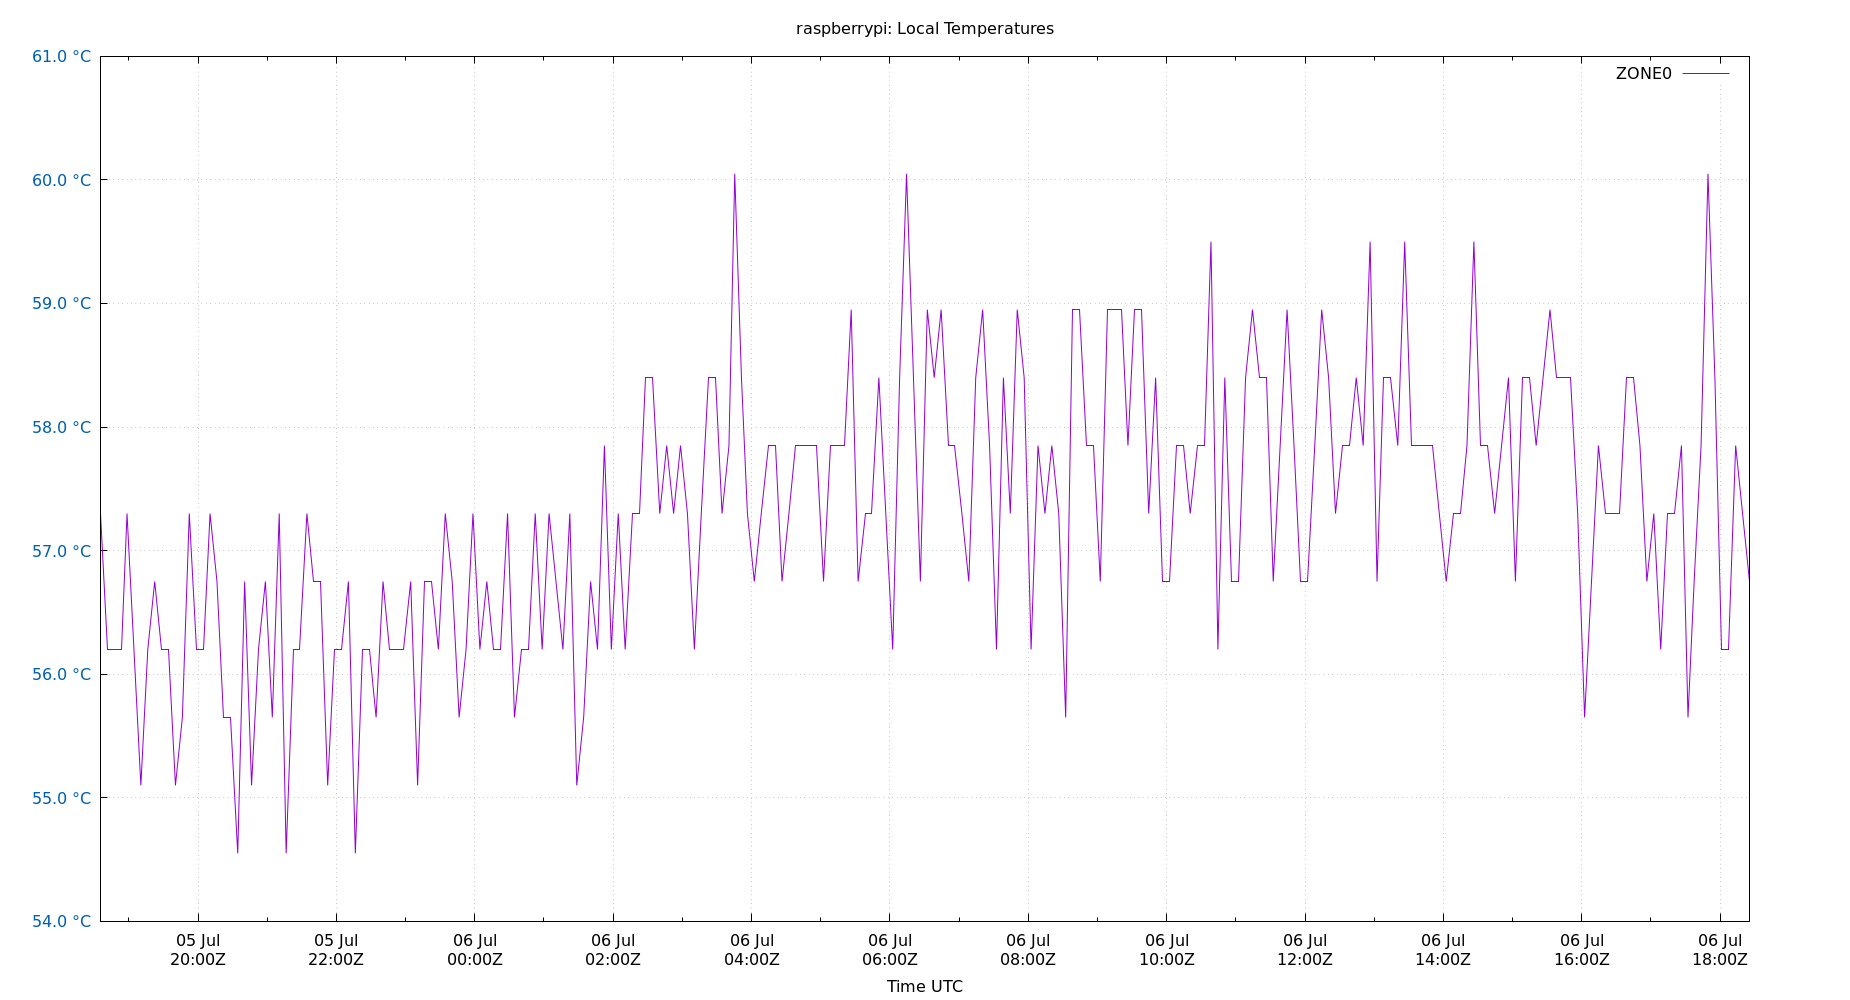 raspberrypi: Local Temperatures
61.0 °C
ZONE0
60.0 °C
59.0 °C
58.0 °C
57.0 °C
56.0 °C
55.0 °C
54.0 °C
05 Jul 05 Jul 06 Jul 06 Jul 06 Jul 06 Jul 06 Jul 06 Jul 06 Jul 06 Jul 06 Jul 06 Jul
20:00Z 22:00Z 00:00Z 02:00Z 04:00Z 06:00Z 08:00Z 10:00Z 12:00Z 14:00Z 16:00Z 18:00Z
Time UTC